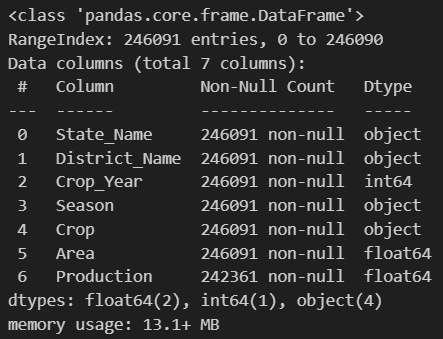 <class 'pandas.core.frame.DataFrame'>
RangeIndex: 246091 entries, 0 to 246090
Data columns (total 7 columns):
 #   Column         Non-Null Count   Dtype
---  ------         --------------   -----
 0   State_Name     246091 non-null  object
 1   District_Name  246091 non-null  object
 2   Crop_Year      246091 non-null  int64
 3   Season         246091 non-null  object
 4   Crop           246091 non-null  object
 5   Area           246091 non-null  float64
 6   Production     242361 non-null  float64
dtypes: float64(2), int64(1), object(4)
memory usage: 13.1+ MB